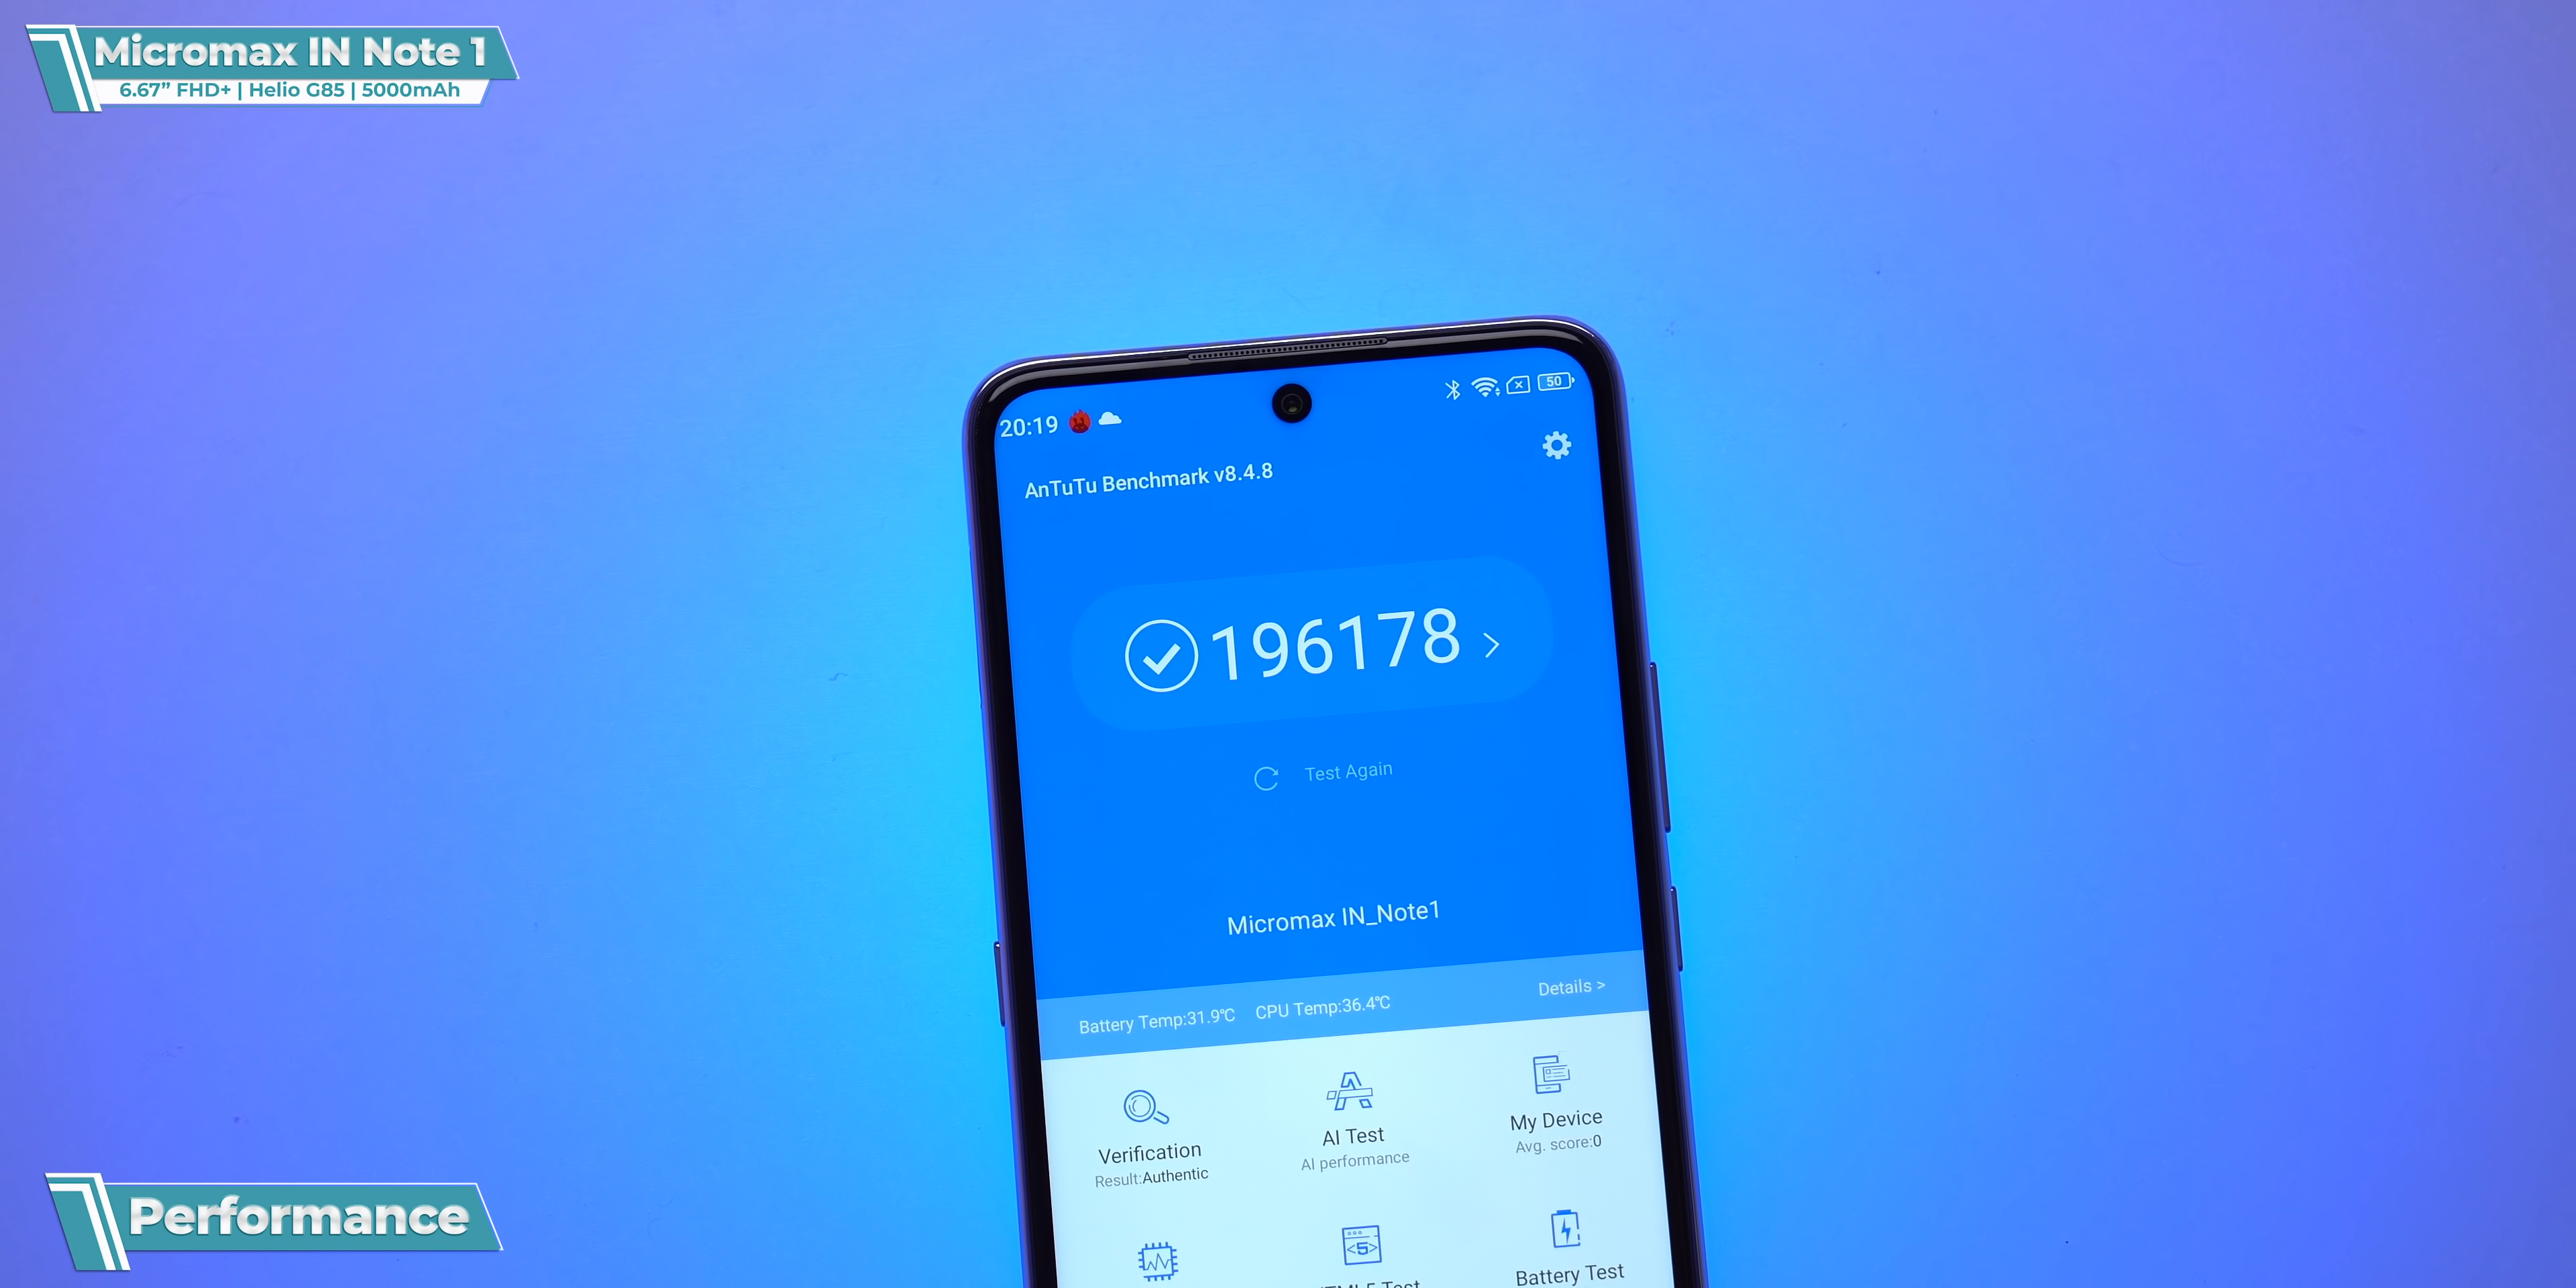 Micromax IN Note 1
6.67” FHD+ | Helio G85 | 5000mAh
20:19
50
AnTuTu Benchmark v8.4.8
196178 >
Test Again
Micromax IN_Note1
Battery Temp:31.9℃ CPU Temp:36.4℃ Details >
Verification
Result:Authentic
AI Test
AI performance
My Device
Avg. score:0
<5>
Test
Battery Test
Performance